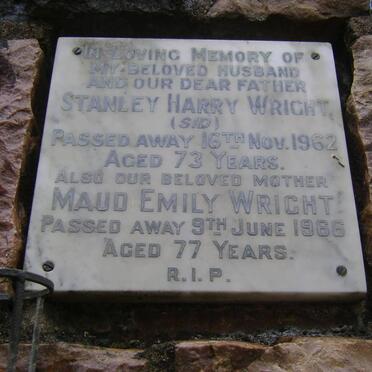 IN LOVING MEMORY OF
MY BELOVED HUSBAND
AND OUR DEAR FATHER
STANLEY HARRY WRIGHT
(SID)
PASSED AWAY 16TH NOV. 1962
AGED 73 YEARS.
ALSO OUR BELOVED MOTHER
MAUD EMILY WRIGHT
PASSED AWAY 9TH JUNE 1966
AGED 77 YEARS.
R.I.P.